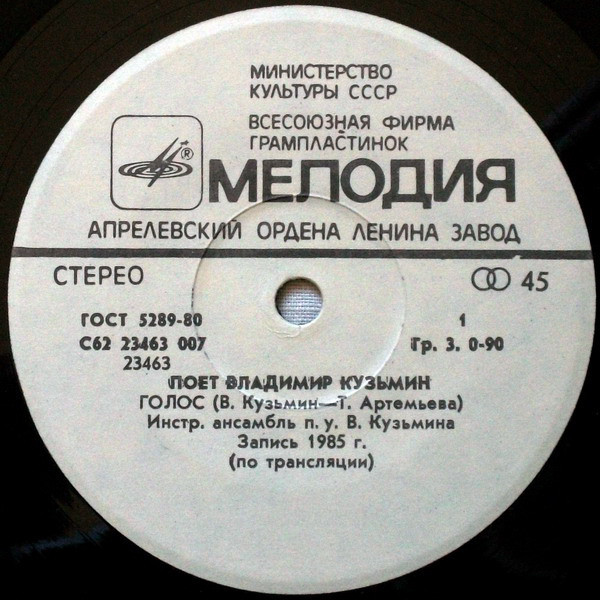 МИНИСТЕРСТВО
КУЛЬТУРЫ СССР
ВСЕСОЮЗНАЯ ФИРМА
ГРАМПЛАСТИНОК
®
МЕЛОДИЯ
АПРЕЛЕВСКИЙ ОРДЕНА ЛЕНИНА ЗАВОД
СТЕРЕО
45
ГОСТ 5289-80
1
С62 23463 007
Гр. 3. 0-90
23463
ПОЕТ ВЛАДИМИР КУЗЬМИН
ГОЛОС (В. Кузьмин—Т. Артемьева)
Инстр. ансамбль п. у. В. Кузьмина
Запись 1985 г.
(по трансляции)